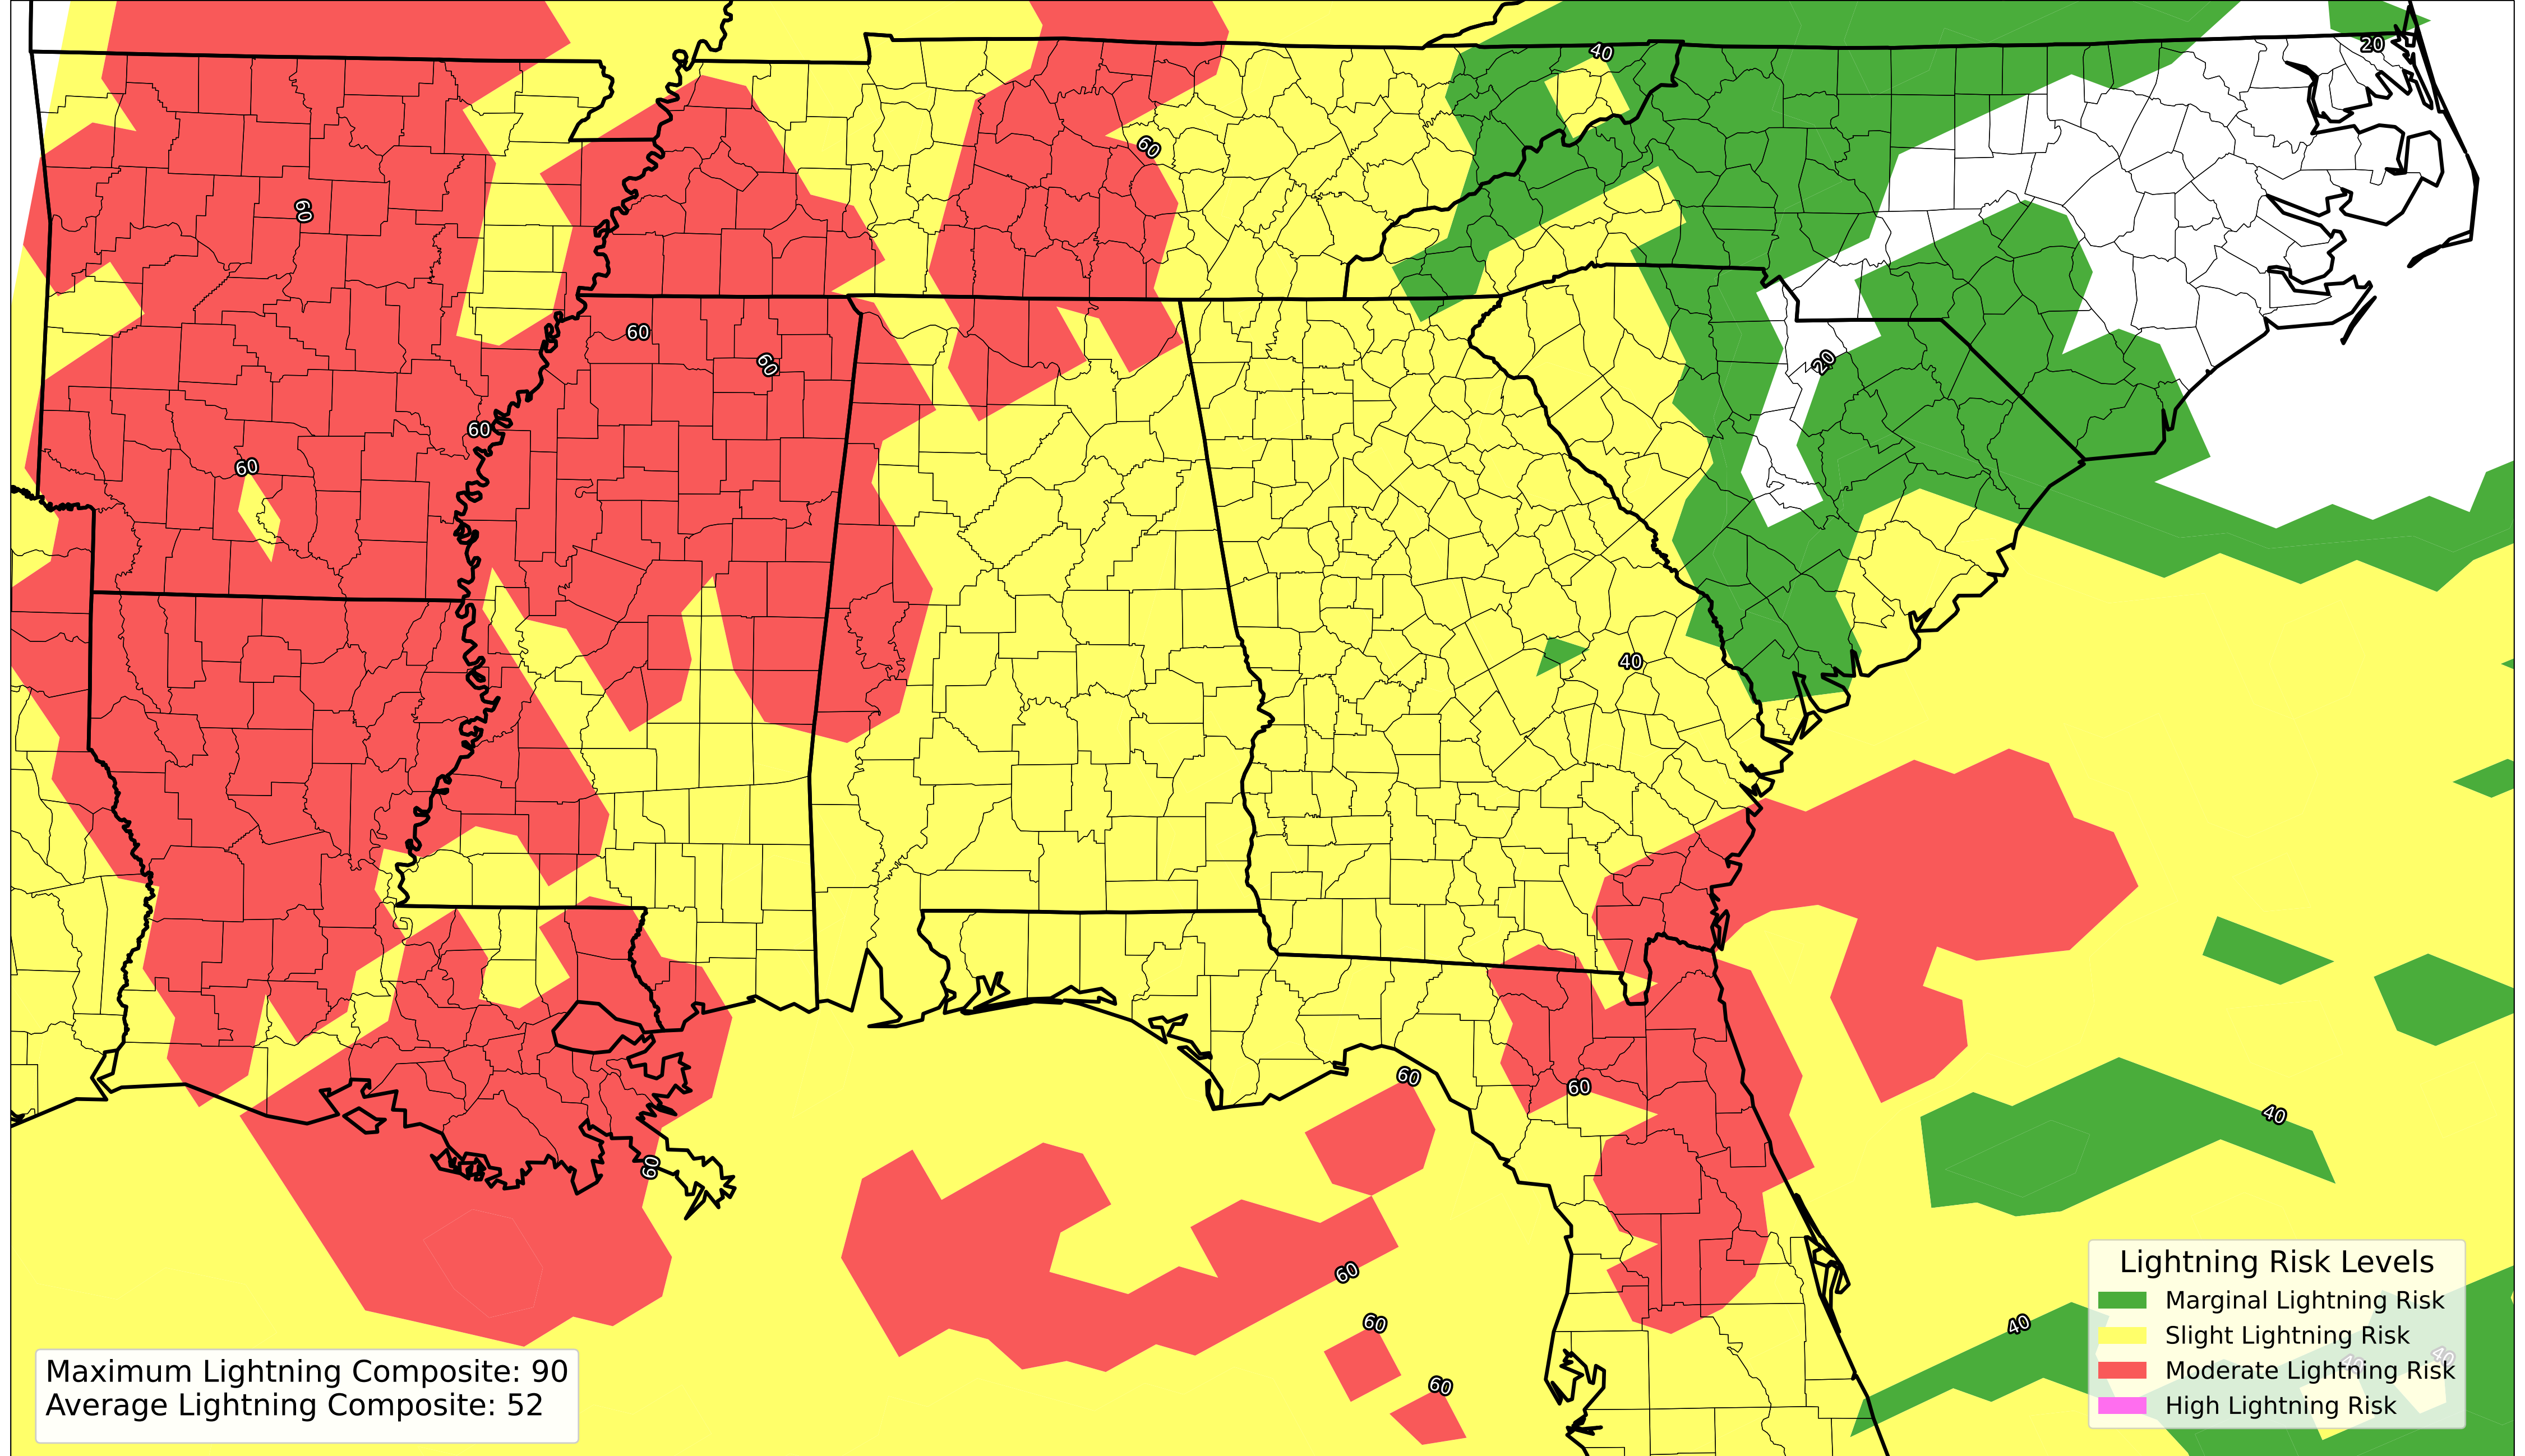 40
20
60
60
60
60
20
60
60
40
60
60
40
60
60
40
60
60
Lightning Risk Levels
Marginal Lightning Risk
Slight Lightning Risk
Moderate Lightning Risk
High Lightning Risk
40
40
Maximum Lightning Composite: 90
Average Lightning Composite: 52